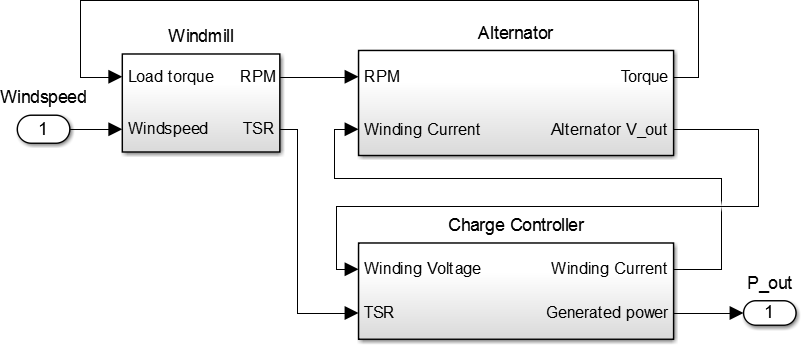 Windmill
Alternator
Load torque
RPM
RPM
Torque
Windspeed
1
Windspeed
TSR
Winding Current
Alternator V_out
Charge Controller
Winding Voltage
Winding Current
P_out
TSR
Generated power
1